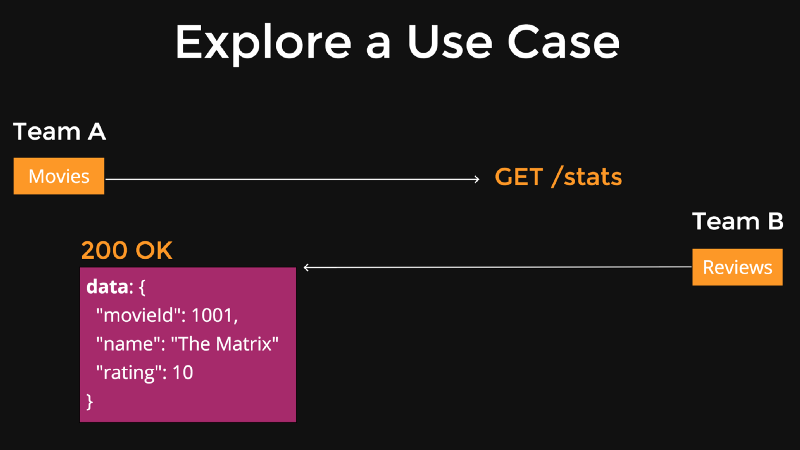 Explore a Use Case
Team A
Movies
GET /stats
Team B
Reviews
200 OK
data: {
"movieId": 1001,
"name": "The Matrix"
"rating": 10
}